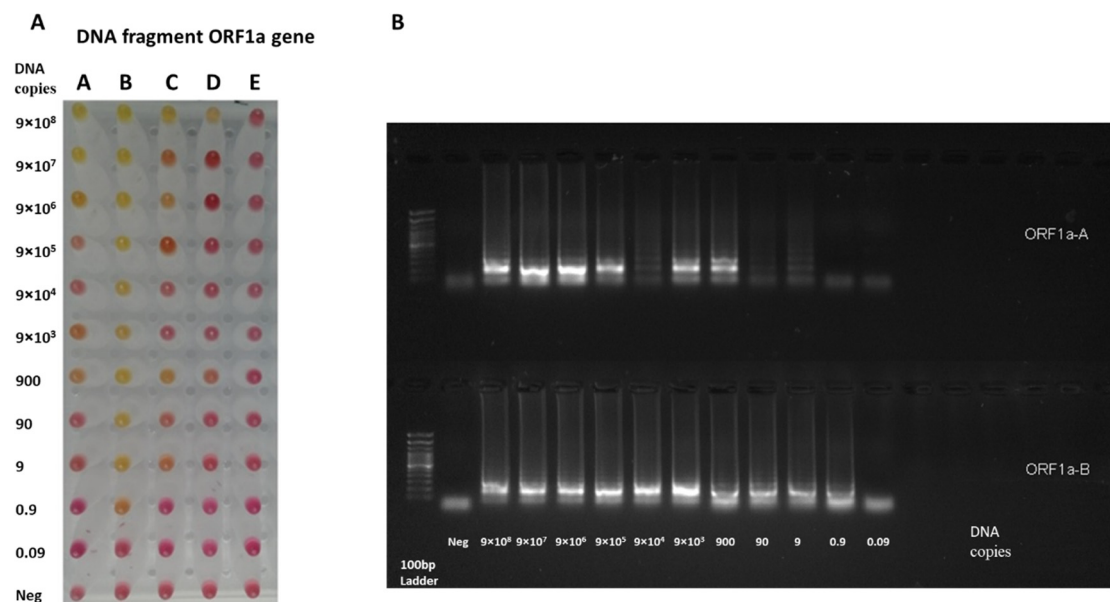 A
DNA fragment ORF1a gene
DNA
copies
A B C D E
9×10⁸
9×10⁷
9×10⁶
9×10⁵
9×10⁴
9×10³
900
90
9
0.9
0.09
Neg
B
ORF1a-A
ORF1a-B
Neg 9×10⁸ 9×10⁷ 9×10⁶ 9×10⁵ 9×10⁴ 9×10³ 900 90 9 0.9 0.09
DNA
copies
100bp
Ladder